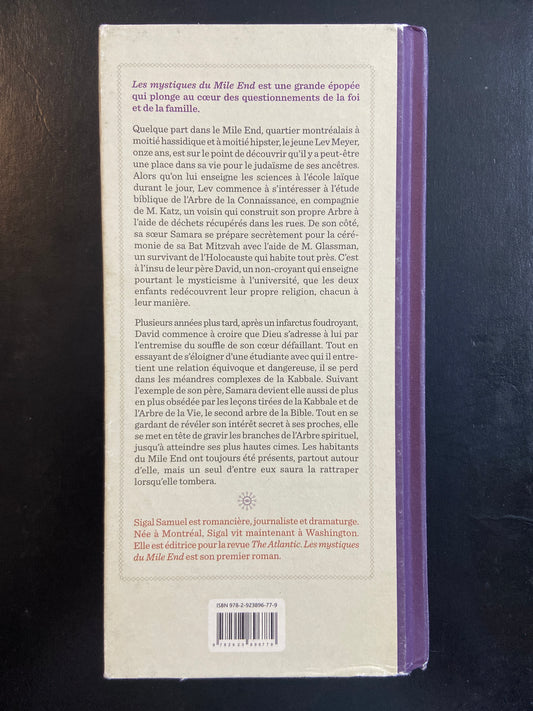 Les mystiques du Mile End est une grande épopée
qui plonge au cœur des questionnements de la foi
et de la famille.
Quelque part dans le Mile End, quartier montréalais à
moitié hassidique et à moitié hipster, le jeune Lev Meyer,
onze ans, est sur le point de découvrir qu'il y a peut-être
une place dans sa vie pour le judaïsme de ses ancêtres.
Alors qu'on lui enseigne les sciences à l'école laïque
durant le jour, Lev commence à s'intéresser à l'étude
biblique de l'Arbre de la Connaissance, en compagnie
de M. Katz, un voisin qui construit son propre Arbre à
l'aide de déchets récupérés dans les rues. De son côté,
sa sœur Samara se prépare secrètement pour la céré-
monie de sa Bat Mitzvah avec l'aide de M. Glassman,
un survivant de l'Holocauste qui habite tout près. C'est
à l'insu de leur père David, un non-croyant qui enseigne
pourtant le mysticisme à l'université, que les deux
enfants redécouvrent leur propre religion, chacun à
leur manière.
Plusieurs années plus tard, après un infarctus foudroyant,
David commence à croire que Dieu s'adresse à lui par
l'entremise du souffle de son cœur défaillant. Tout en
essayant de s'éloigner d'une étudiante avec qui il entre-
tient une relation équivoque et dangereuse, il se perd
dans les méandres complexes de la Kabbale. Suivant
l'exemple de son père, Samara devient elle aussi de plus
en plus obsédée par les leçons tirées de la Kabbale et de
l'Arbre de la Vie, le second arbre de la Bible. Tout en se
gardant de révéler son intérêt secret à ses proches, elle
se met en tête de gravir les branches de l'Arbre spirituel,
jusqu'à atteindre ses plus hautes cimes. Les habitants
du Mile End ont toujours été présents, partout autour
d'elle, mais un seul d'entre eux saura la rattraper
lorsqu'elle tombera.
Sigal Samuel est romancière, journaliste et dramaturge.
Née à Montréal, Sigal vit maintenant à Washington.
Elle est éditrice pour la revue The Atlantic. Les mystiques
du Mile End est son premier roman.
ISBN 978-2-923896-77-9
9 782923 896779